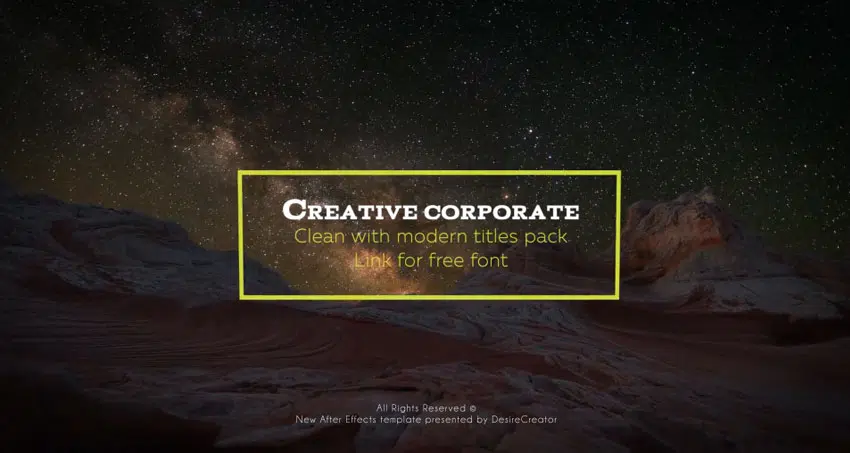 Creative corporate
Clean with modern titles pack
Link for free font
All Rights Reserved ©
New After Effects template presented by DesireCreator